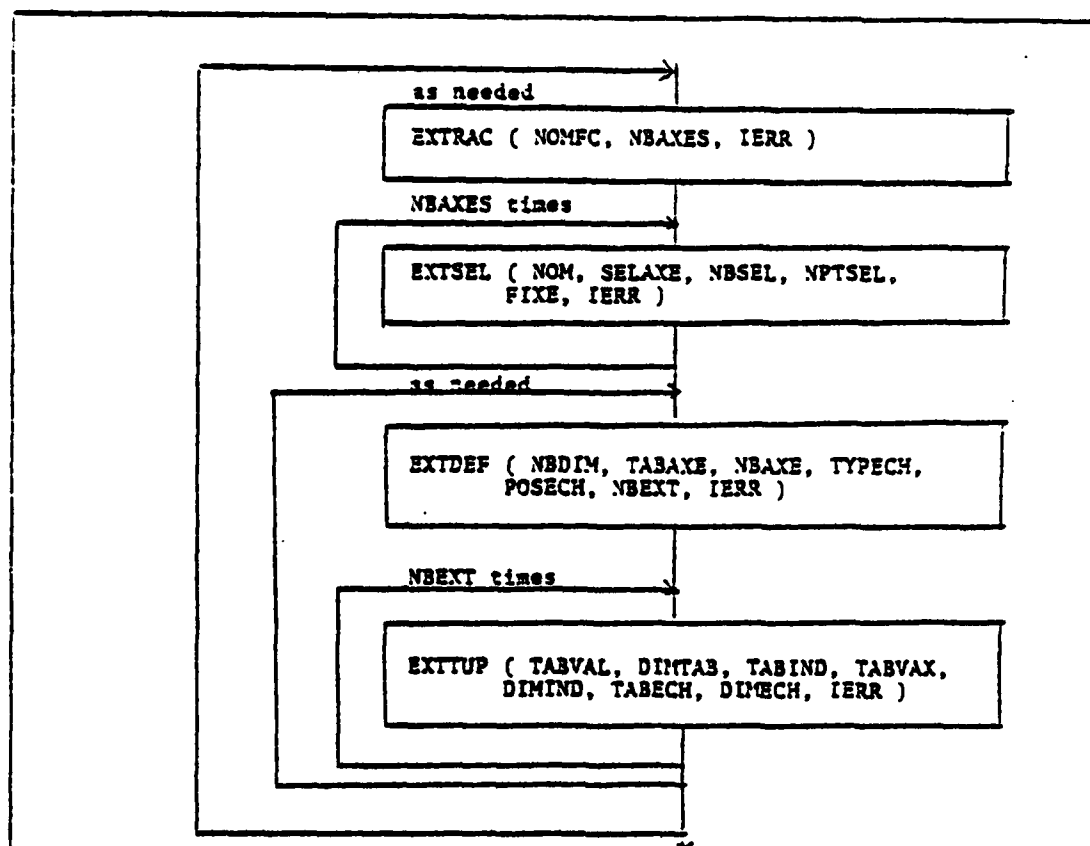 as needed
EXTRAC ( NOMFC, NBAXES, IERR )
NBAXES times
EXTSEL ( NOM, SELAXE, NBSEL, NPTSEL,
FIXE, IERR )
as needed
EXTDEF ( NBDIM, TABAXE, NBAXE, TYPECH,
POSECH, NBEXT, IERR )
NBEXT times
EXTTUP ( TABVAL, DIMTAB, TABIND, TABVAX,
DIMIND, TABECH, DIMECH, IERR )